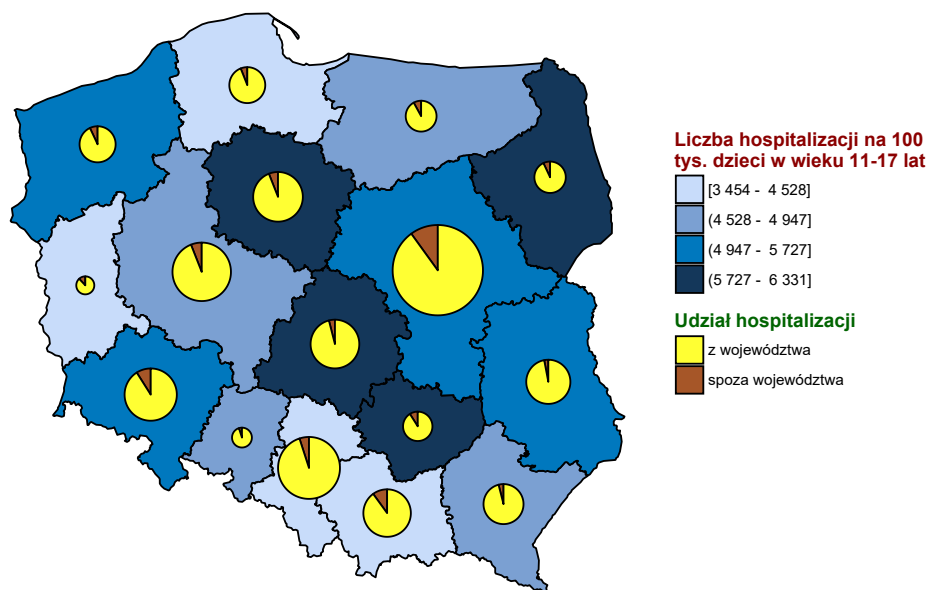 Liczba hospitalizacji na 100
tys. dzieci w wieku 11-17 lat
[3 454 - 4 528]
(4 528 - 4 947]
(4 947 - 5 727]
(5 727 - 6 331]
Udział hospitalizacji
z województwa
spoza województwa